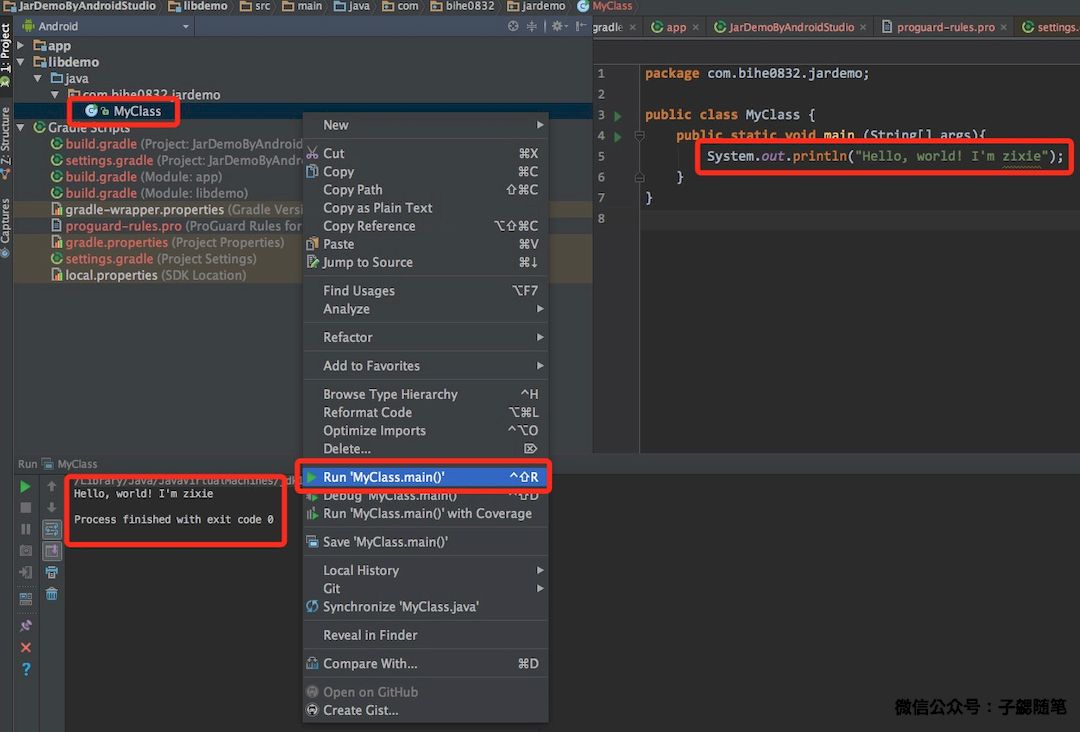 JarDemoByAndroidStudio libdemo src main java com bihe0832 jardemo MyClass
Android
gradle app JarDemoByAndroidStudio proguard-rules.pro settings.
1: Project
Z: Structure
Captures
app
libdemo
java
com.bihe0832.jardemo
MyClass
Gradle Scripts
build.gradle (Project: JarDemoByAndroid
settings.gradle (Project: JarDemoByAndroid
build.gradle (Module: app)
build.gradle (Module: libdemo)
gradle-wrapper.properties (Gradle Versi
proguard-rules.pro (ProGuard Rules for
gradle.properties (Project Properties)
settings.gradle (Project Settings)
local.properties (SDK Location)
1 package com.bihe0832.jardemo;
2
3 public class MyClass {
4 public static void main (String[] args){
5 System.out.println("Hello, world! I'm zixie");
6 }
7 }
8
New
Cut ⌘X
Copy ⌘C
Copy Path ⇧⌘C
Copy as Plain Text
Copy Reference ⌥⇧⌘C
Paste ⌘V
Jump to Source ⌘↓
Find Usages ⌥F7
Analyze
Refactor
Add to Favorites
Browse Type Hierarchy ^H
Reformat Code ⌥⌘L
Optimize Imports ^⌥O
Delete... ⌦
Run 'MyClass.main()' ^⇧R
Debug 'MyClass.main()' ^⇧D
Run 'MyClass.main()' with Coverage
Save 'MyClass.main()'
Local History
Git
Synchronize 'MyClass.java'
Reveal in Finder
Compare With... ⌘D
Open on GitHub
Create Gist...
Run MyClass
/Library/Java/JavaVirtualMachines/jdk1
Hello, world! I'm zixie
Process finished with exit code 0
微信公众号：子勰随笔